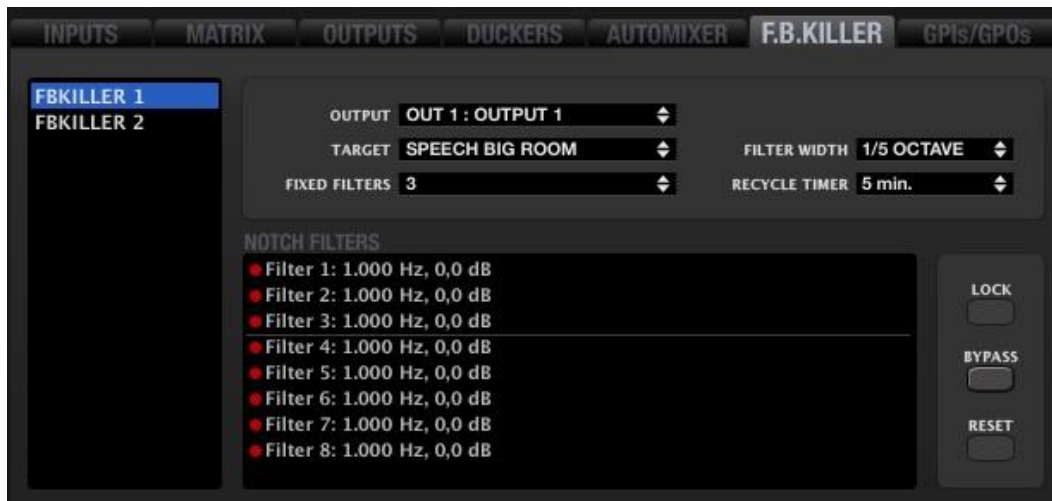 INPUTS MATRIX OUTPUTS DUCKERS AUTOMIXER F.B.KILLER GPIs/GPOs
FBKILLER 1
FBKILLER 2
OUTPUT OUT 1 : OUTPUT 1
TARGET SPEECH BIG ROOM FILTER WIDTH 1/5 OCTAVE
FIXED FILTERS 3 RECYCLE TIMER 5 min.
NOTCH FILTERS
Filter 1: 1.000 Hz, 0,0 dB
Filter 2: 1.000 Hz, 0,0 dB
Filter 3: 1.000 Hz, 0,0 dB
Filter 4: 1.000 Hz, 0,0 dB
Filter 5: 1.000 Hz, 0,0 dB
Filter 6: 1.000 Hz, 0,0 dB
Filter 7: 1.000 Hz, 0,0 dB
Filter 8: 1.000 Hz, 0,0 dB
LOCK
BYPASS
RESET